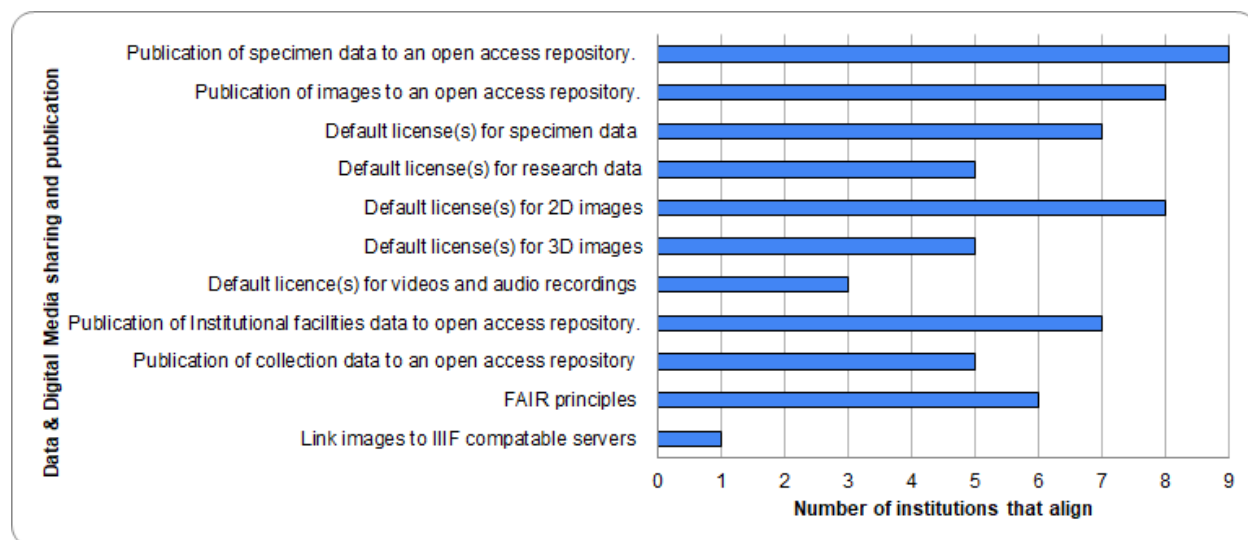 Data & Digital Media sharing and publication
Publication of specimen data to an open access repository.
Publication of images to an open access repository.
Default license(s) for specimen data
Default license(s) for research data
Default license(s) for 2D images
Default license(s) for 3D images
Default licence(s) for videos and audio recordings
Publication of Institutional facilities data to open access repository.
Publication of collection data to an open access repository
FAIR principles
Link images to IIIF compatable servers
0 1 2 3 4 5 6 7 8 9
Number of institutions that align